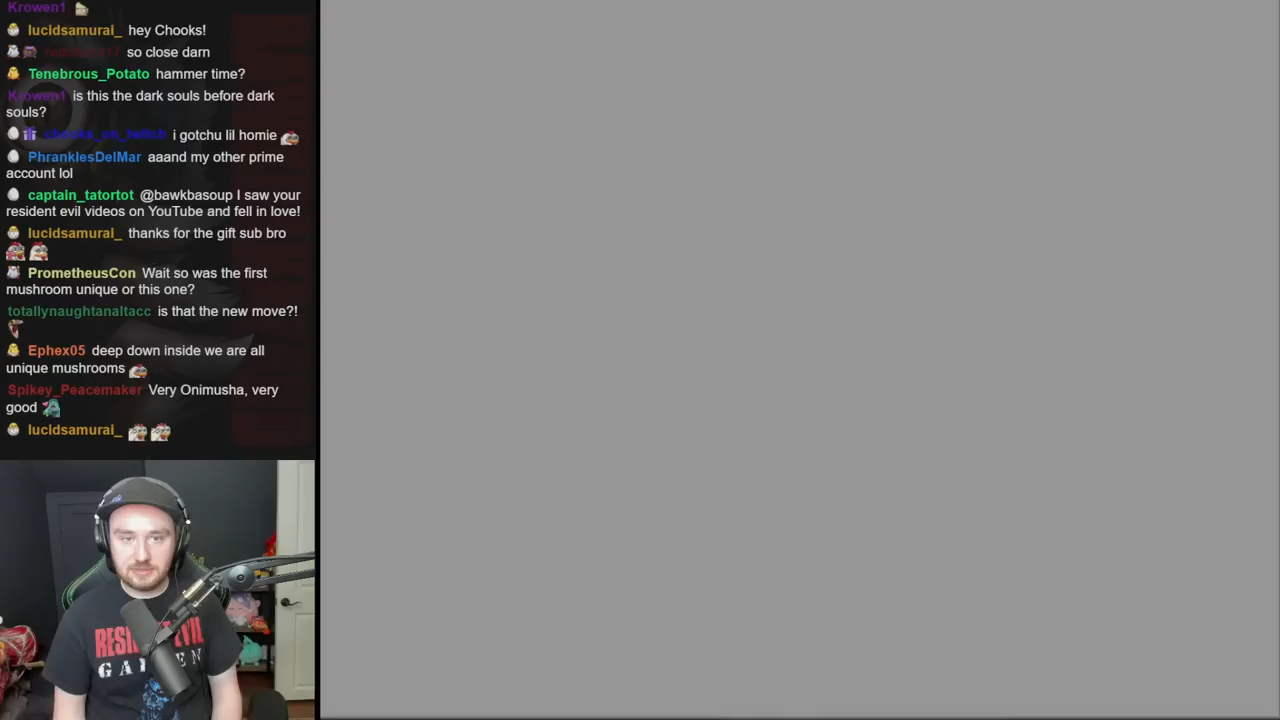 Krowen1
lucidsamurai_ hey Chooks!
so close darn
Tenebrous_Potato hammer time?
Krowen1 is this the dark souls before dark
souls?
chooks_on_twitch i gotchu lil homie
PhranklesDelMar aaand my other prime
account lol
captain_tatortot @bawkbasoup I saw your
resident evil videos on YouTube and fell in love!
lucidsamurai_ thanks for the gift sub bro
PrometheusCon Wait so was the first
mushroom unique or this one?
totallynaughtanaltacc is that the new move?!
Ephex05 deep down inside we are all
unique mushrooms
Spikey_Peacemaker Very Onimusha, very
good
lucidsamurai_